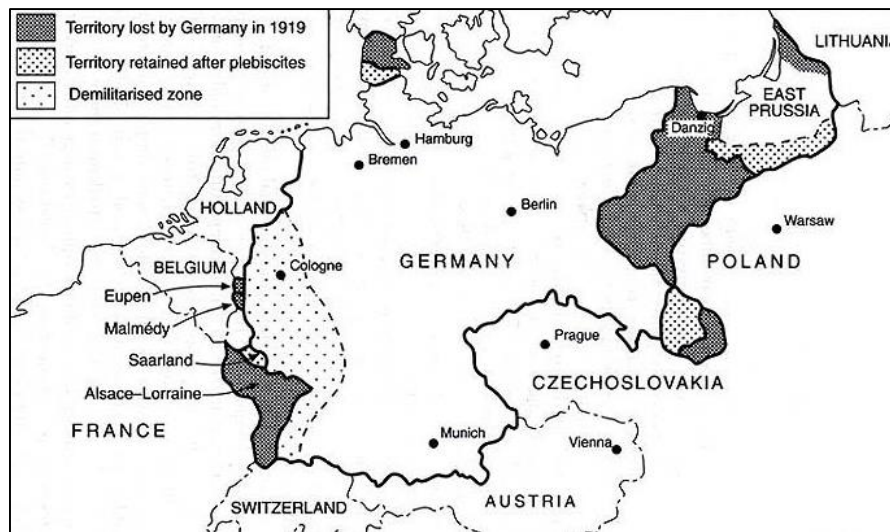 Territory lost by Germany in 1919
Territory retained after plebiscites
Demilitarised zone
LITHUANIA
EAST
PRUSSIA
Danzig
Hamburg
Bremen
HOLLAND
Berlin
Warsaw
BELGIUM
Cologne
GERMANY
POLAND
Eupen
Malmédy
Prague
Saarland
CZECHOSLOVAKIA
Alsace–Lorraine
FRANCE
Munich
Vienna
SWITZERLAND
AUSTRIA